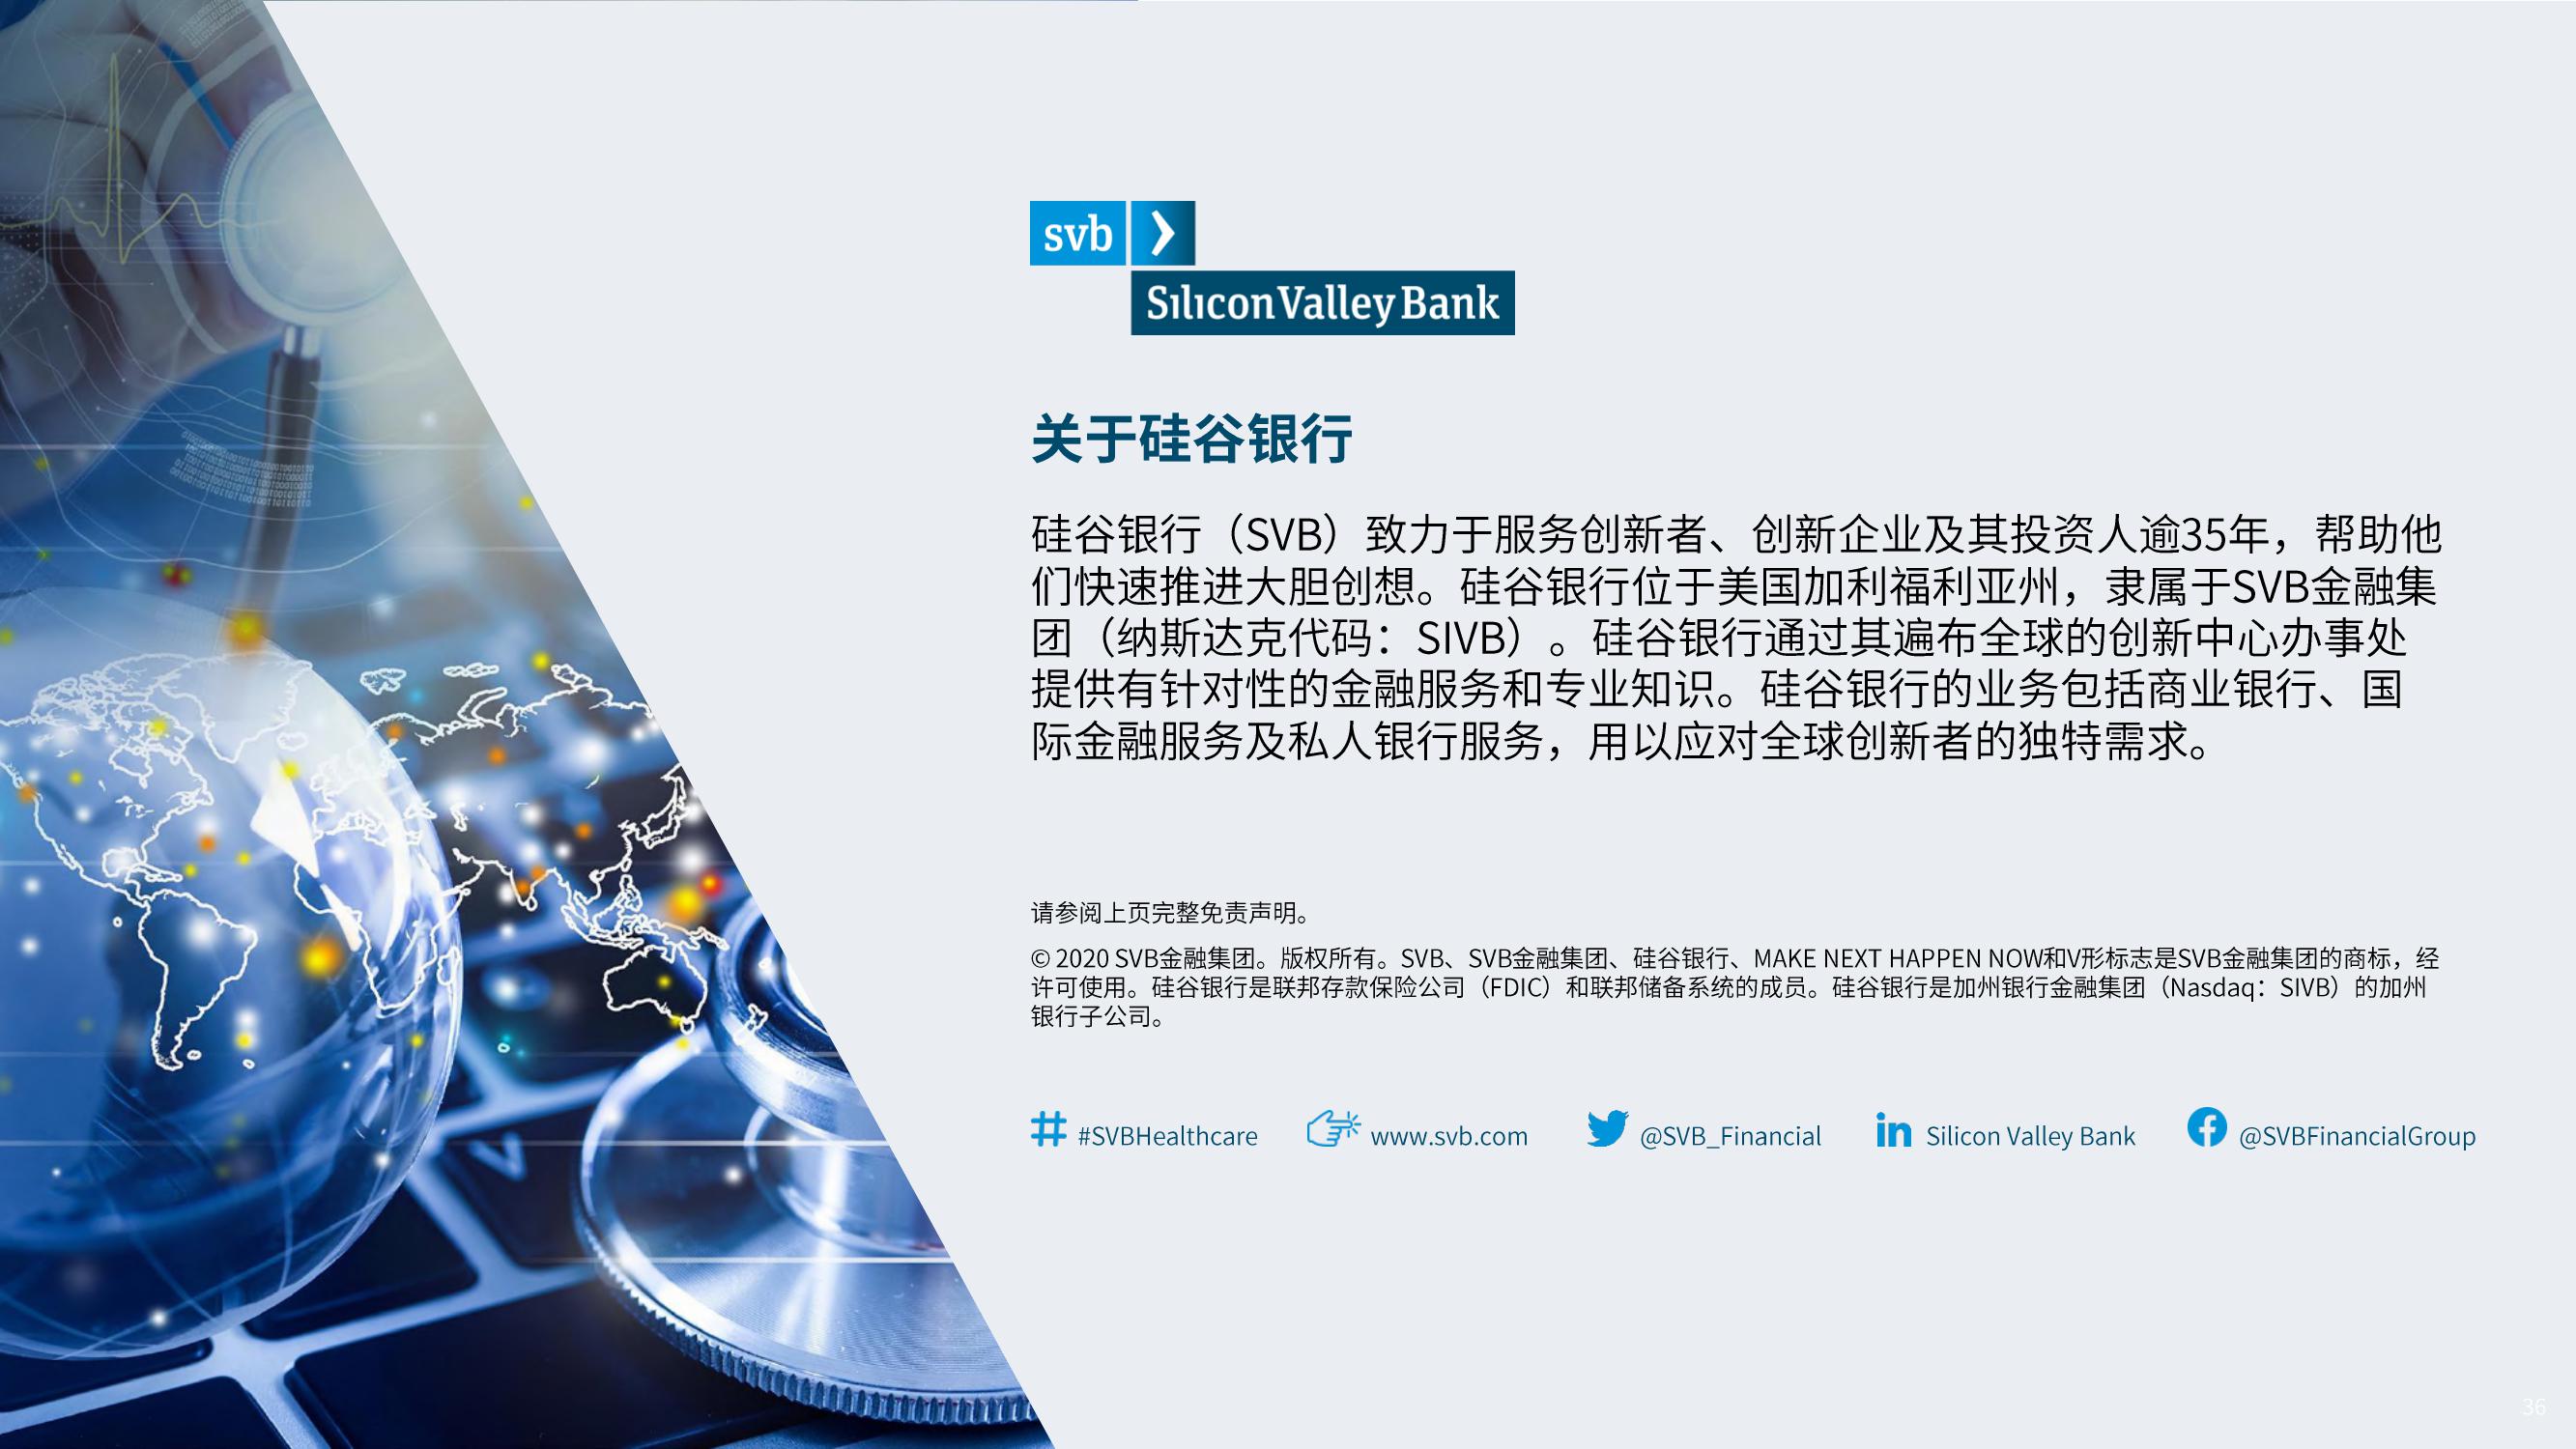 svb
Silicon Valley Bank
关于硅谷银行
硅谷银行（SVB）致力于服务创新者、创新企业及其投资人逾35年，帮助他
们快速推进大胆创想。硅谷银行位于美国加利福利亚州，隶属于SVB金融集
团（纳斯达克代码：SIVB）。硅谷银行通过其遍布全球的创新中心办事处
提供有针对性的金融服务和专业知识。硅谷银行的业务包括商业银行、国
际金融服务及私人银行服务，用以应对全球创新者的独特需求。
请参阅上页完整免责声明。
© 2020 SVB金融集团。版权所有。SVB、SVB金融集团、硅谷银行、MAKE NEXT HAPPEN NOW和V形标志是SVB金融集团的商标，经
许可使用。硅谷银行是联邦存款保险公司（FDIC）和联邦储备系统的成员。硅谷银行是加州银行金融集团（Nasdaq：SIVB）的加州
银行子公司。
#SVBHealthcare www.svb.com @SVB_Financial Silicon Valley Bank @SVBFinancialGroup
36